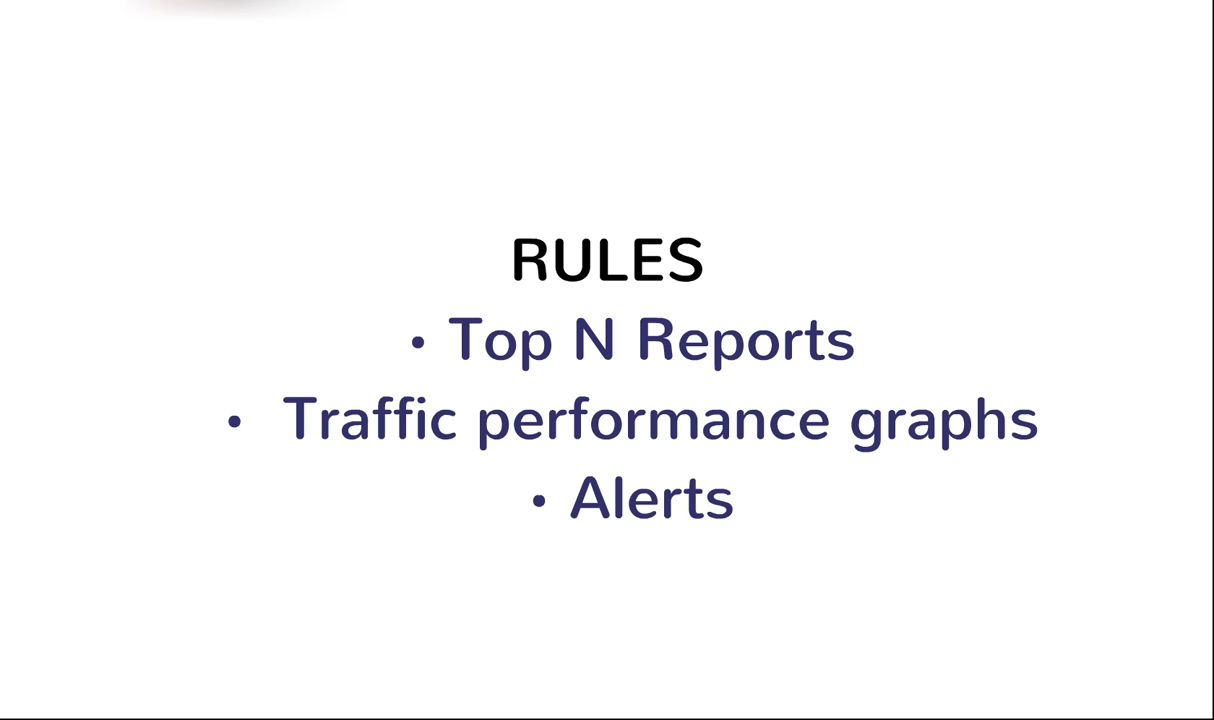 RULES
• Top N Reports
• Traffic performance graphs
• Alerts